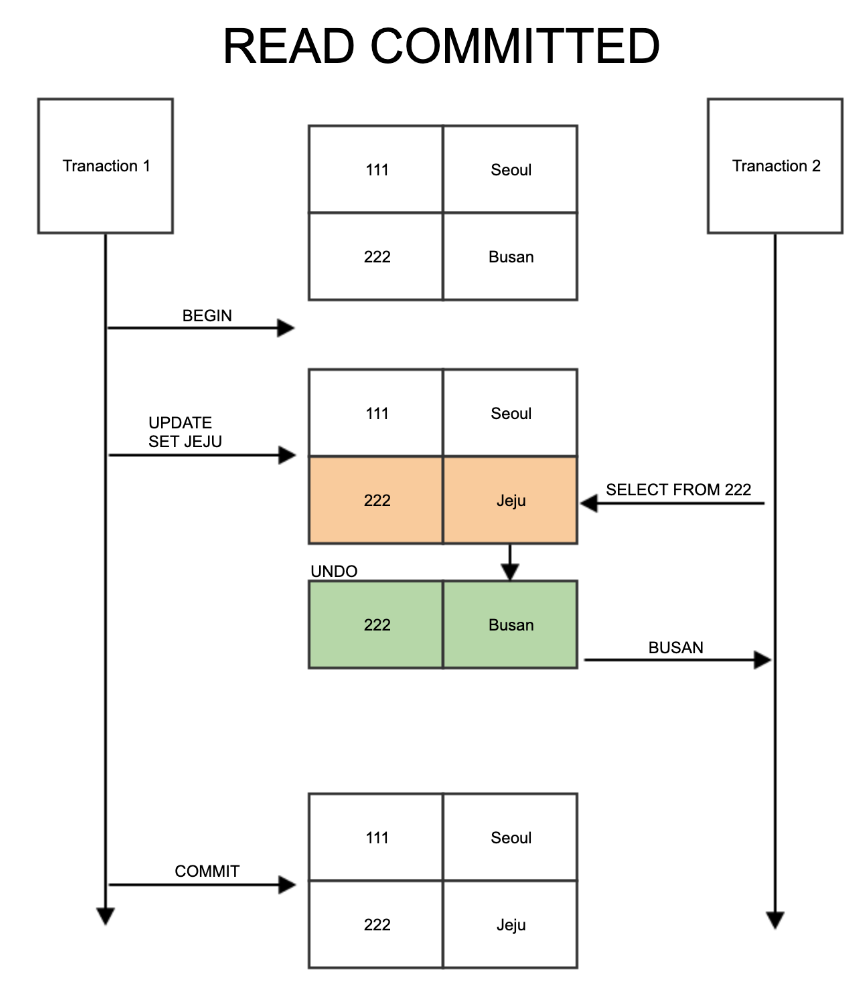 READ COMMITTED
Tranaction 1
Tranaction 2
111
Seoul
222
Busan
BEGIN
111
Seoul
UPDATE
SET JEJU
222
Jeju
SELECT FROM 222
UNDO
222
Busan
BUSAN
111
Seoul
COMMIT
222
Jeju